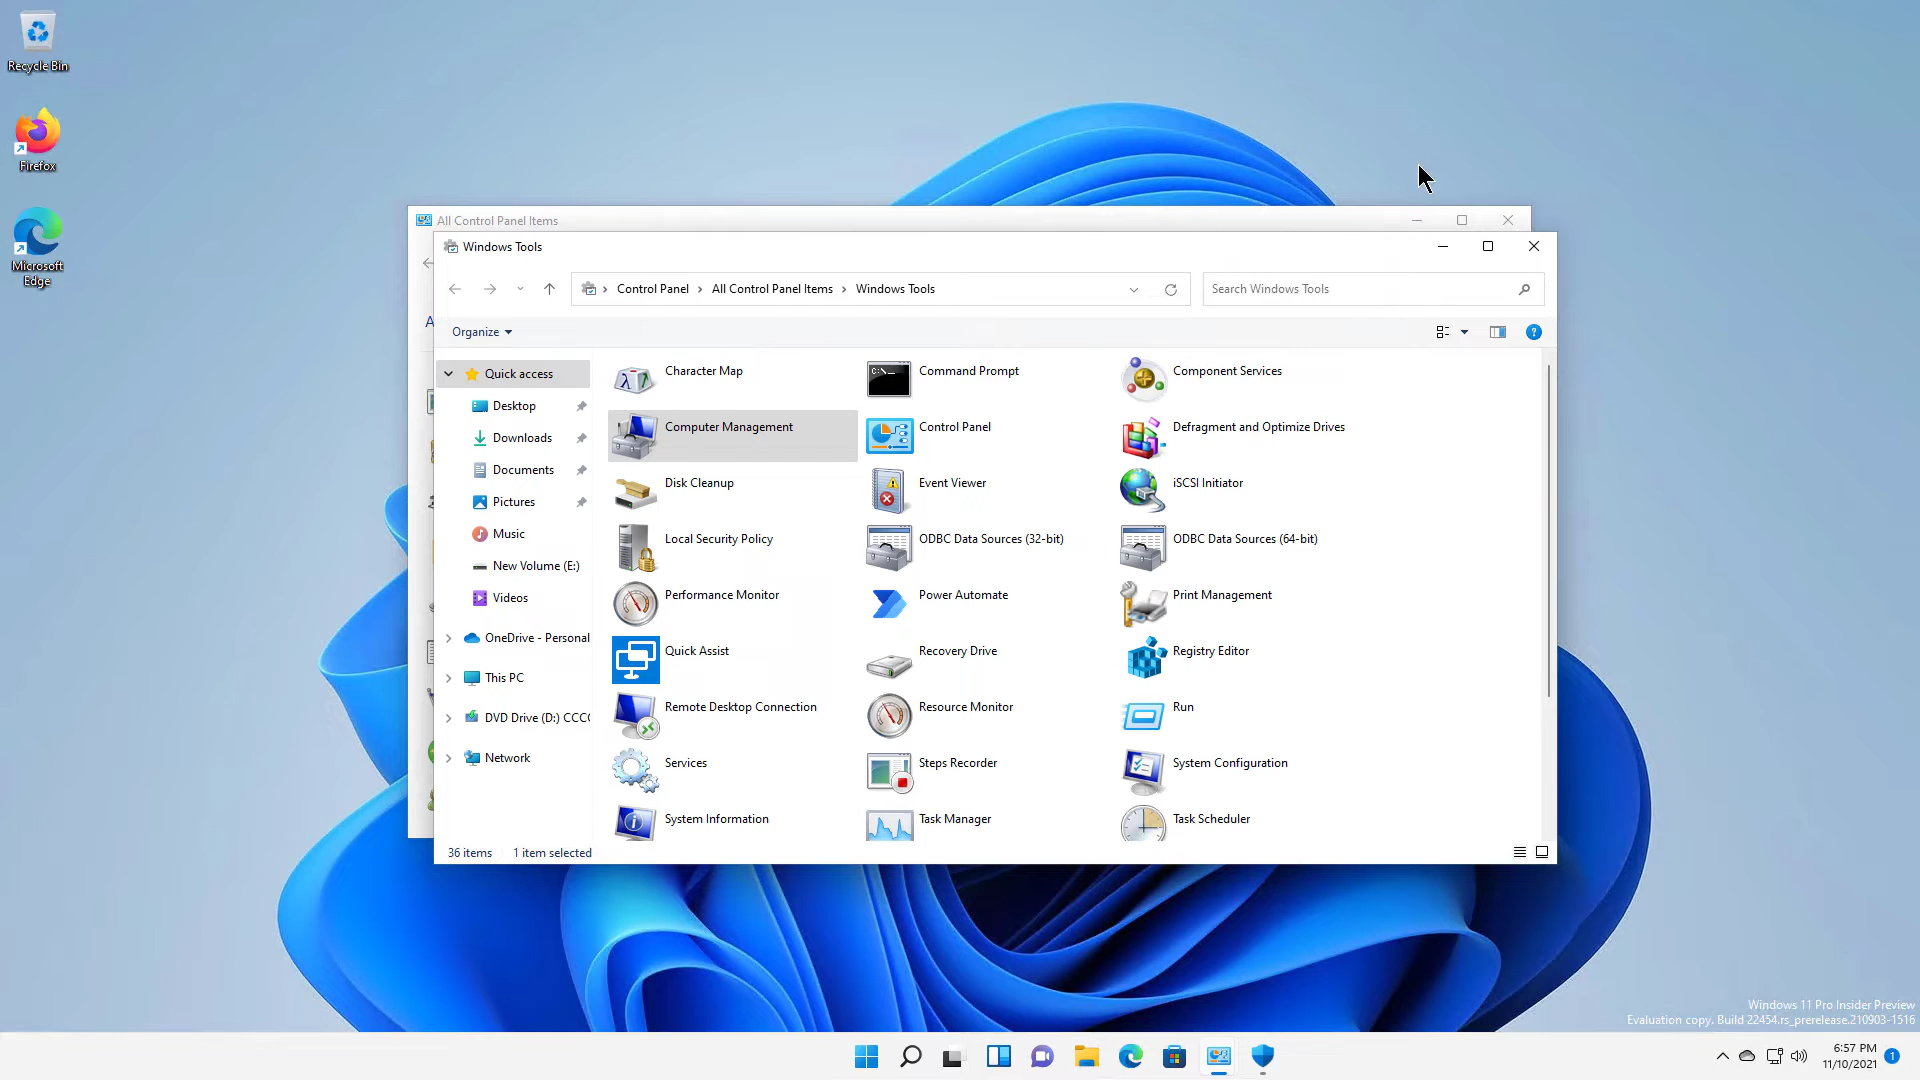 Recycle Bin
Firefox
Microsoft
Edge
All Control Panel Items
Windows Tools
Control Panel
All Control Panel Items
Windows Tools
Search Windows Tools
Organize
Quick access
Desktop
Downloads
Documents
Pictures
Music
New Volume (E:)
Videos
OneDrive - Personal
This PC
DVD Drive (D:) CCC
Network
Character Map
Command Prompt
C:\_
Component Services
Computer Management
Control Panel
Defragment and Optimize Drives
Disk Cleanup
Event Viewer
iSCSI Initiator
Local Security Policy
ODBC Data Sources (32-bit)
ODBC Data Sources (64-bit)
Performance Monitor
Power Automate
Print Management
Quick Assist
Recovery Drive
Registry Editor
Remote Desktop Connection
Resource Monitor
Run
Services
Steps Recorder
System Configuration
System Information
Task Manager
Task Scheduler
36 items
1 item selected
Windows 11 Pro Insider Preview
Evaluation copy. Build 22454.rs_prerelease.210903-1516
6:57 PM
11/10/2021
1